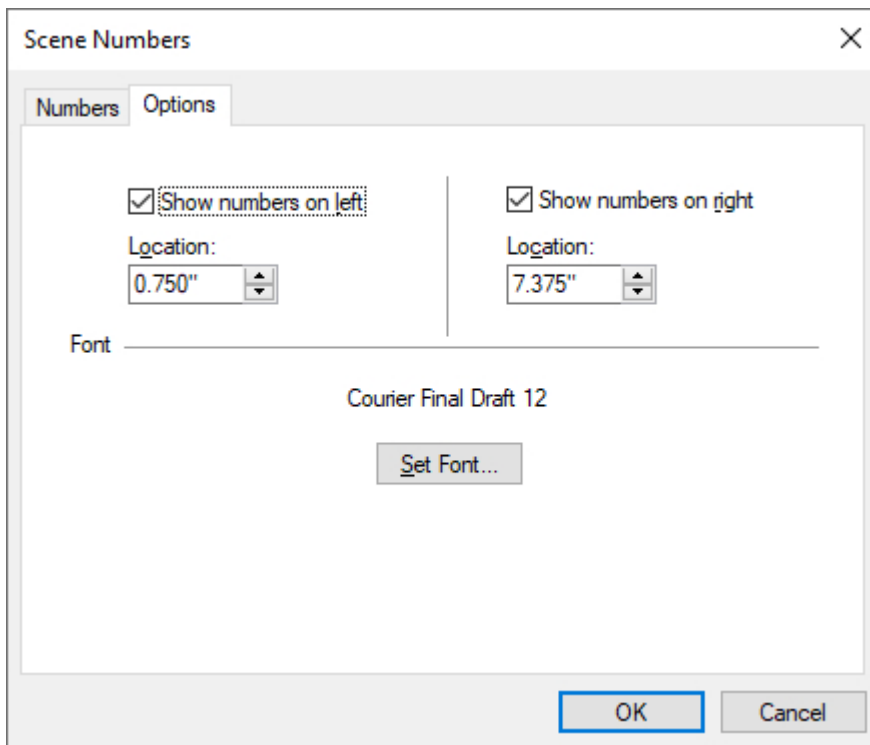 Scene Numbers
Numbers Options
Show numbers on left Show numbers on right
Location: Location:
0.750" 7.375"
Font
Courier Final Draft 12
Set Font...
OK Cancel